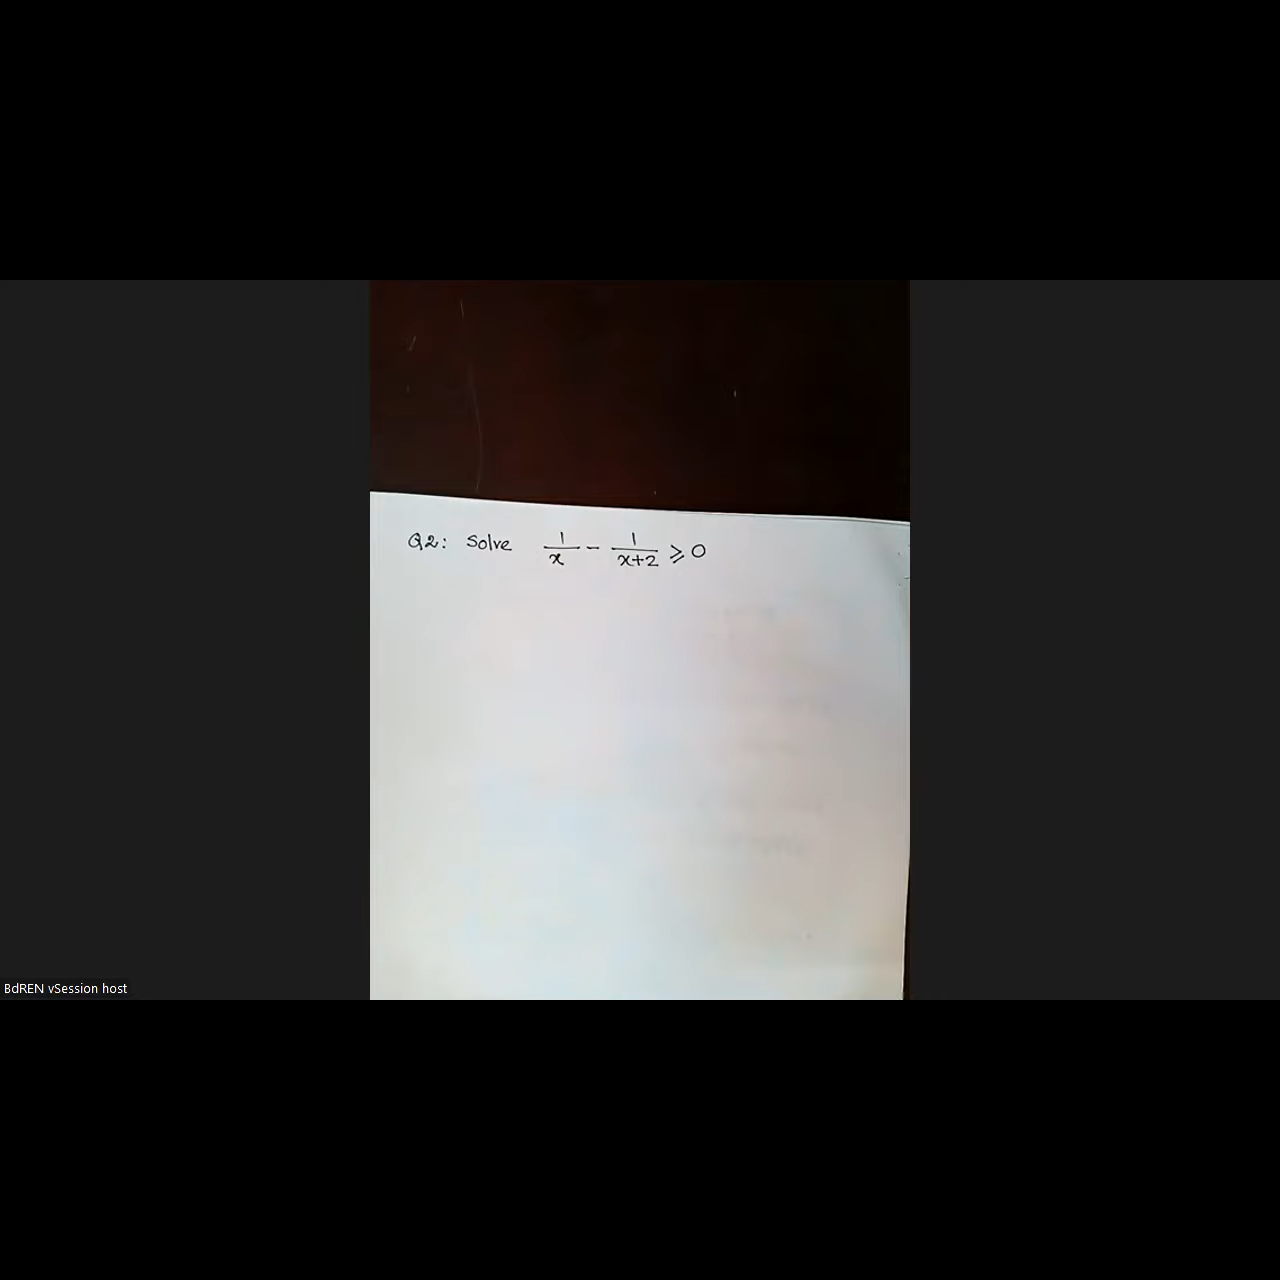 Q2: Solve 1/x - 1/(x+2) ⩾ 0
BdREN vSession host